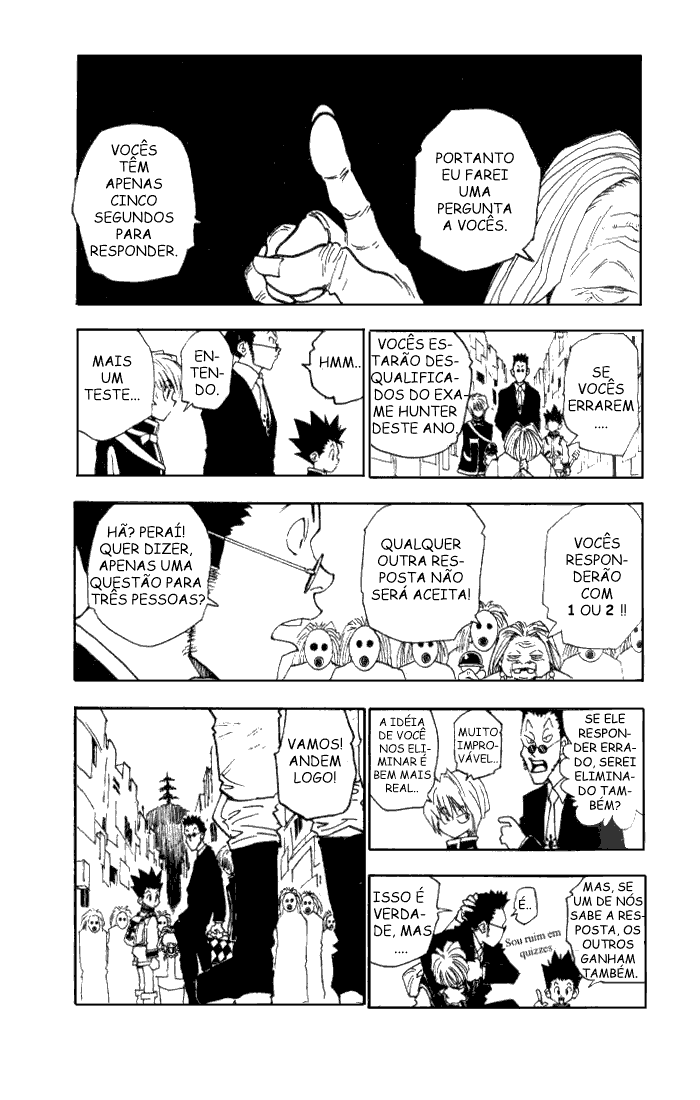 PORTANTO
EU FAREI
UMA
PERGUNTA
A VOCÊS.
VOCÊS
TÊM
APENAS
CINCO
SEGUNDOS
PARA
RESPONDER.
SE
VOCÊS
ERRAREM
....
VOCÊS ES-
TARÃO DES-
QUALIFICA-
DOS DO EXA
ME HUNTER
DESTE ANO.
HMM..
EN-
TEN-
DO.
MAIS
UM
TESTE...
VOCÊS
RESPON-
DERÃO
COM
1 OU 2 !!
QUALQUER
OUTRA RES-
POSTA NÃO
SERÁ ACEITA!
HÃ? PERAÍ!
QUER DIZER,
APENAS UMA
QUESTÃO PARA
TRÊS PESSOAS?
SE ELE
RESPON-
DER ERRA-
DO, SEREI
ELIMINA-
DO TAM-
BÉM?
MUITO
IMPRO-
VÁVEL..
A IDÉIA
DE VOCÊ
NOS ELI-
MINAR É
BEM MAIS
REAL..
MAS, SE
UM DE NÓS
SABE A RES-
POSTA, OS
OUTROS
GANHAM
TAMBÉM.
É..
Sou ruim em
quizzes
ISSO É
VERDA-
DE, MAS
....
VAMOS!
ANDEM
LOGO!